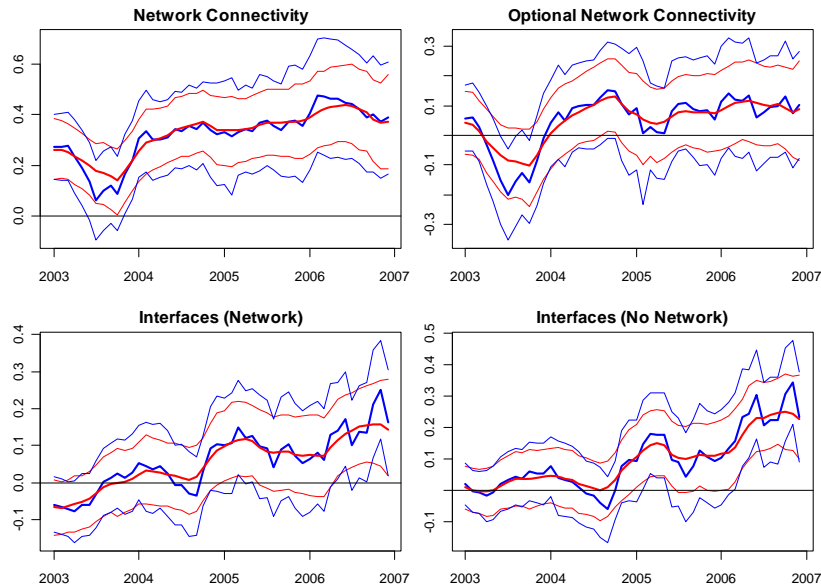 Network Connectivity
0.0 0.2 0.4 0.6
2003 2004 2005 2006 2007
Optional Network Connectivity
-0.3 -0.1 0.1 0.3
2003 2004 2005 2006 2007
Interfaces (Network)
-0.1 0.0 0.1 0.2 0.3 0.4
2003 2004 2005 2006 2007
Interfaces (No Network)
-0.1 0.1 0.2 0.3 0.4 0.5
2003 2004 2005 2006 2007